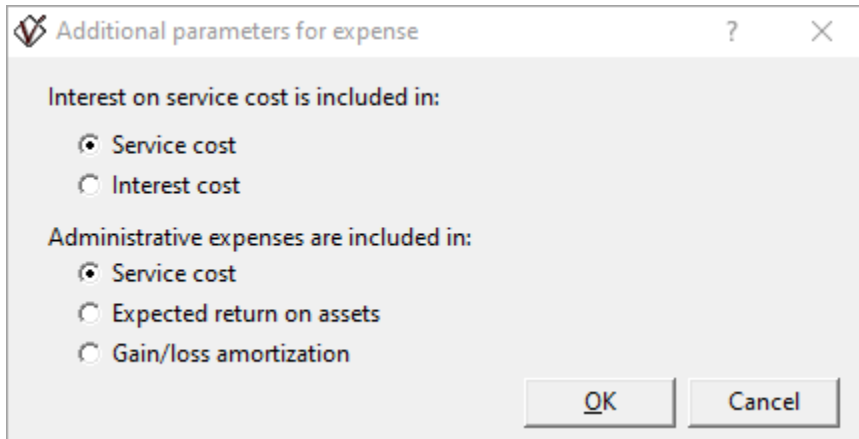 Additional parameters for expense
?
Interest on service cost is included in:
Service cost
Interest cost
Administrative expenses are included in:
Service cost
Expected return on assets
Gain/loss amortization
OK Cancel